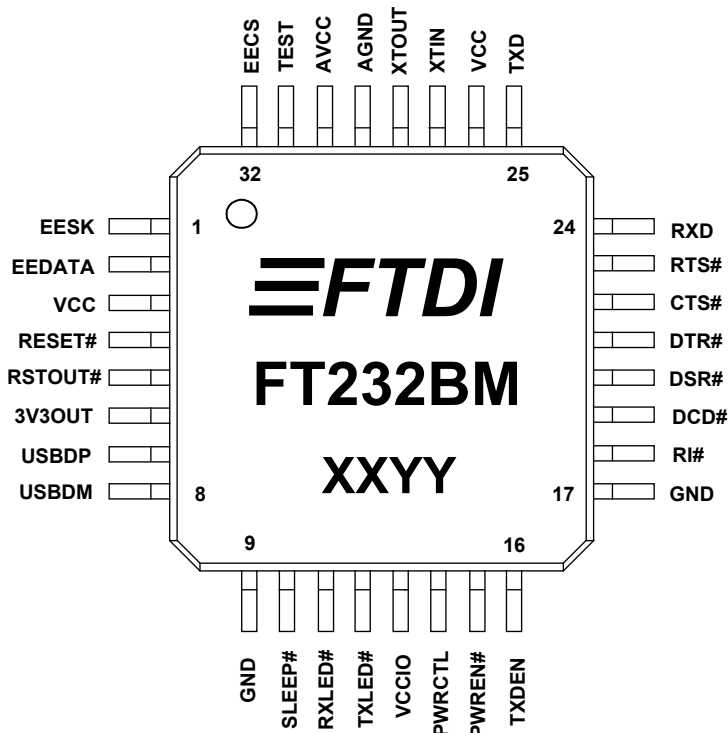 EECS
TEST
AVCC
AGND
XTOUT
XTIN
VCC
TXD
32
25
EESK
1
24
RXD
EEDATA
RTS#
VCC
CTS#
RESET#
DTR#
RSTOUT#
DSR#
3V3OUT
DCD#
USBDP
RI#
USBDM
8
17
GND
FTDI
FT232BM
XXYY
9
16
GND
SLEEP#
RXLED#
TXLED#
VCCIO
PWRCTL
PWREN#
TXDEN